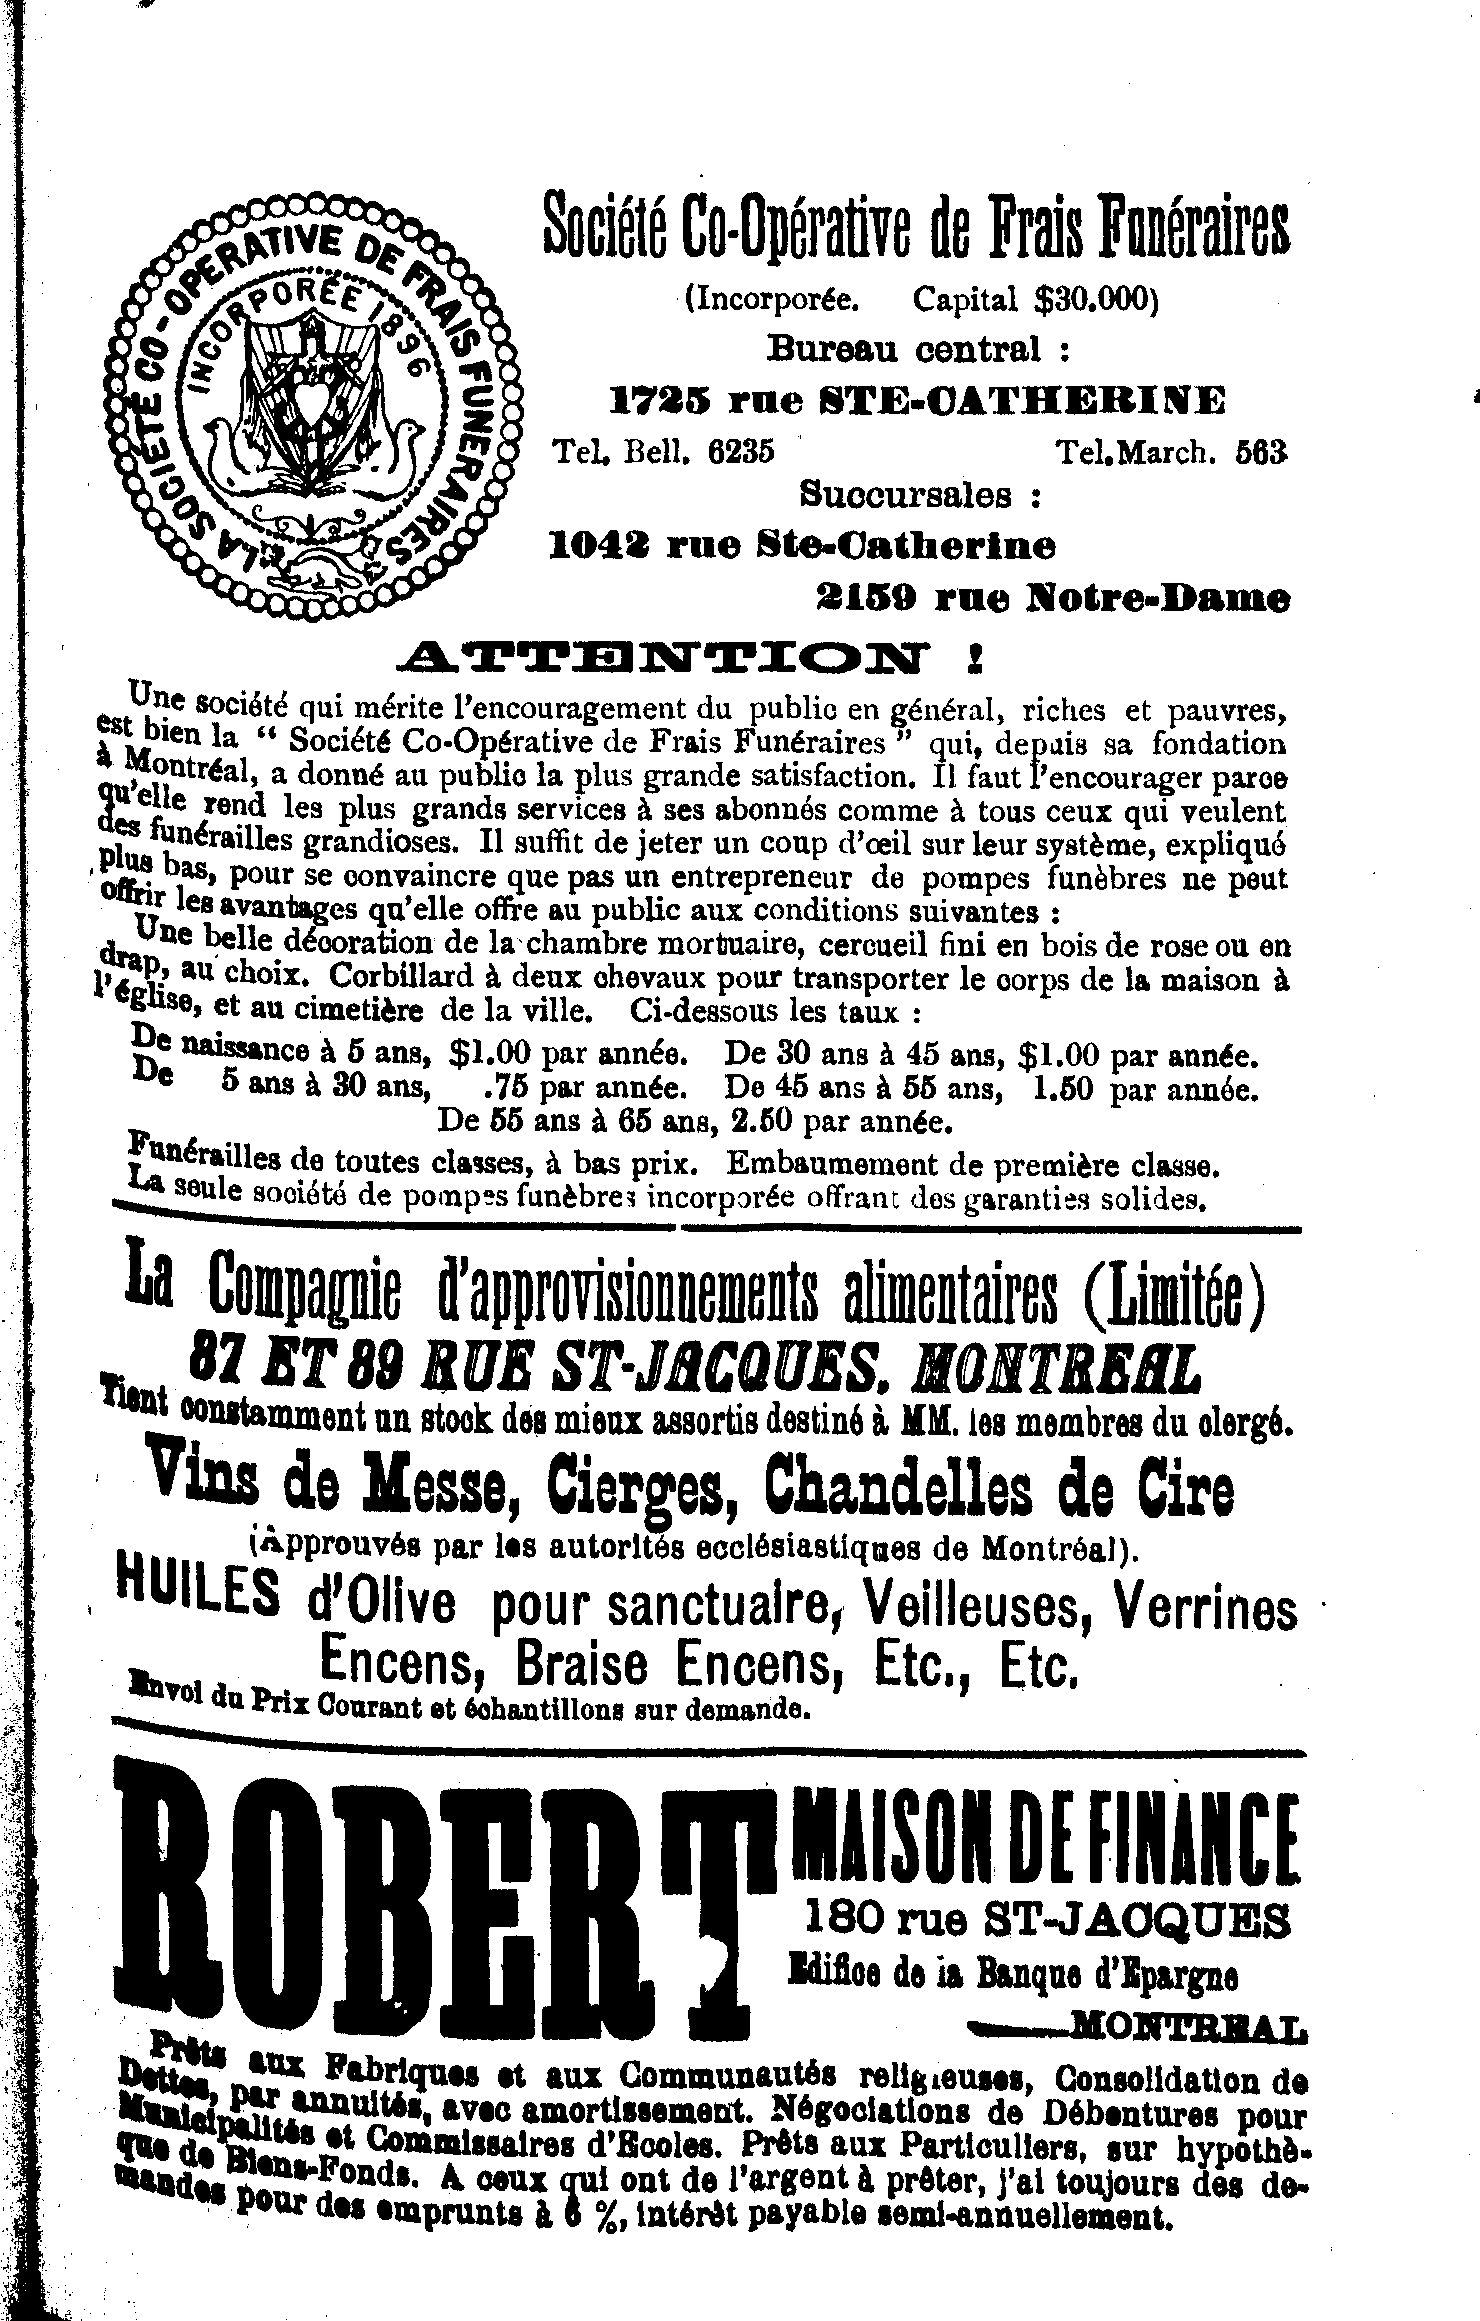 LA SOCIÉTÉ CO-OPERATIVE DE FRAIS FUNERAIRES
INCORPORÉE 1896
Société Co-Opérative de Frais Funéraires
(Incorporée. Capital $30.000)
Bureau central :
1725 rue STE-CATHERINE
Tel. Bell. 6235 Tel. March. 563
Succursales :
1042 rue Ste-Catherine
2159 rue Notre-Dame
ATTENTION !
Une société qui mérite l'encouragement du public en général, riches et pauvres,
est bien la “ Société Co-Opérative de Frais Funéraires ” qui, depuis sa fondation
à Montréal, a donné au public la plus grande satisfaction. Il faut l'encourager parce
qu'elle rend les plus grands services à ses abonnés comme à tous ceux qui veulent
des funérailles grandioses. Il suffit de jeter un coup d'œil sur leur système, expliqué
plus bas, pour se convaincre que pas un entrepreneur de pompes funèbres ne peut
offrir les avantages qu'elle offre au public aux conditions suivantes :
Une belle décoration de la chambre mortuaire, cercueil fini en bois de rose ou en
drap, au choix. Corbillard à deux chevaux pour transporter le corps de la maison à
l'église, et au cimetière de la ville. Ci-dessous les taux :
De naissance à 5 ans, $1.00 par année. De 30 ans à 45 ans, $1.00 par année.
De 5 ans à 30 ans, .75 par année. De 45 ans à 55 ans, 1.50 par année.
De 55 ans à 65 ans, 2.50 par année.
Funérailles de toutes classes, à bas prix. Embaumement de première classe.
La seule société de pompes funèbres incorporée offrant des garanties solides.
La Compagnie d'approvisionnements alimentaires (Limitée)
87 ET 89 RUE ST-JACQUES. MONTREAL
Tient constamment un stock des mieux assortis destiné à MM. les membres du clergé.
Vins de Messe, Cierges, Chandelles de Cire
(Approuvés par les autorités ecclésiastiques de Montréal).
HUILES d'Olive pour sanctuaire, Veilleuses, Verrines
Encens, Braise Encens, Etc., Etc.
Envoi du Prix Courant et échantillons sur demande.
ROBERT MAISON DE FINANCE
180 rue ST-JACQUES
Edifice de la Banque d'Epargne
MONTREAL
Prêts aux Fabriques et aux Communautés religieuses, Consolidation de
Dettes, par annuités, avec amortissement. Négociations de Débentures pour
Municipalités et Commissaires d'Ecoles. Prêts aux Particuliers, sur hypothè-
que de Biens-Fonds. A ceux qui ont de l'argent à prêter, j'ai toujours des de-
mandes pour des emprunts à 6 %, intérêt payable semi-annuellement.